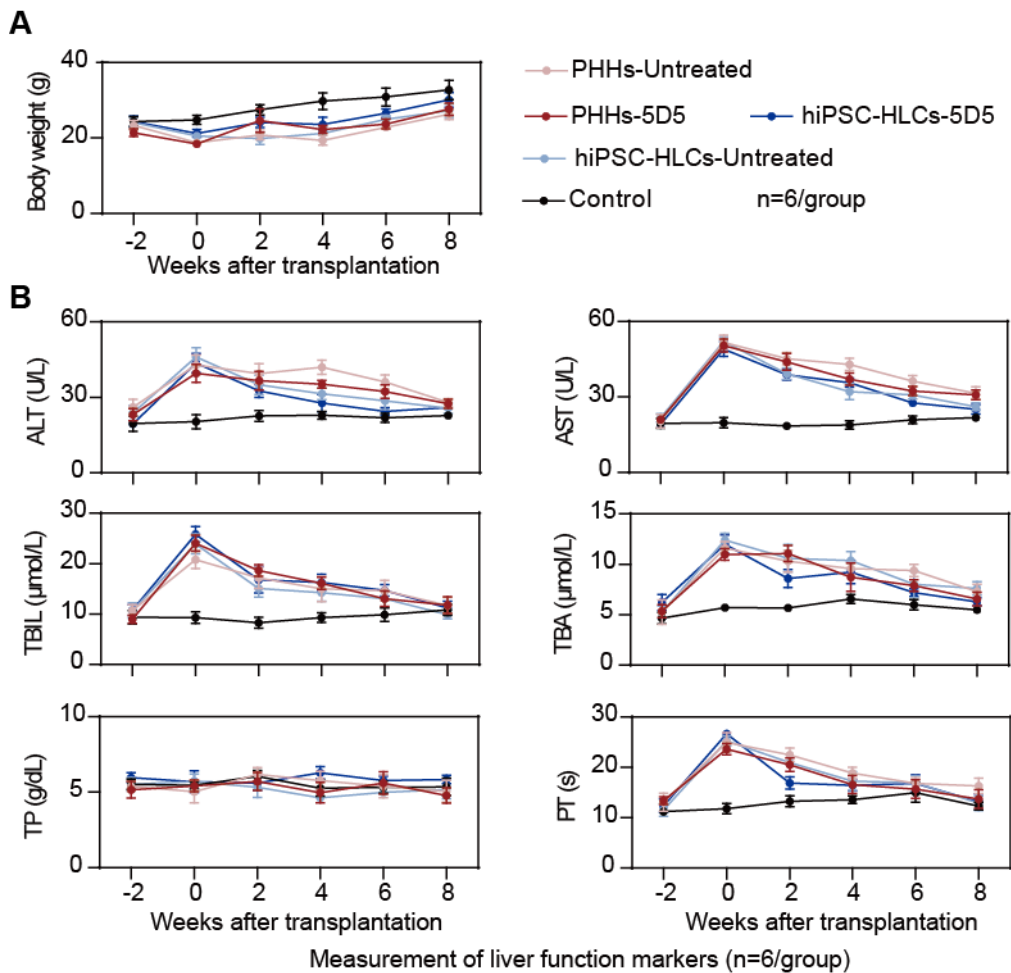 A
Body weight (g)
40
20
0
-2 0 2 4 6 8
Weeks after transplantation
PHHs-Untreated
PHHs-5D5
hiPSC-HLCs-5D5
hiPSC-HLCs-Untreated
Control
n=6/group
B
ALT (U/L)
60
30
0
AST (U/L)
60
30
0
TBIL (μmol/L)
30
20
10
0
TBA (μmol/L)
15
10
5
0
TP (g/dL)
10
5
0
-2 0 2 4 6 8
Weeks after transplantation
PT (s)
30
20
10
0
-2 0 2 4 6 8
Weeks after transplantation
Measurement of liver function markers (n=6/group)